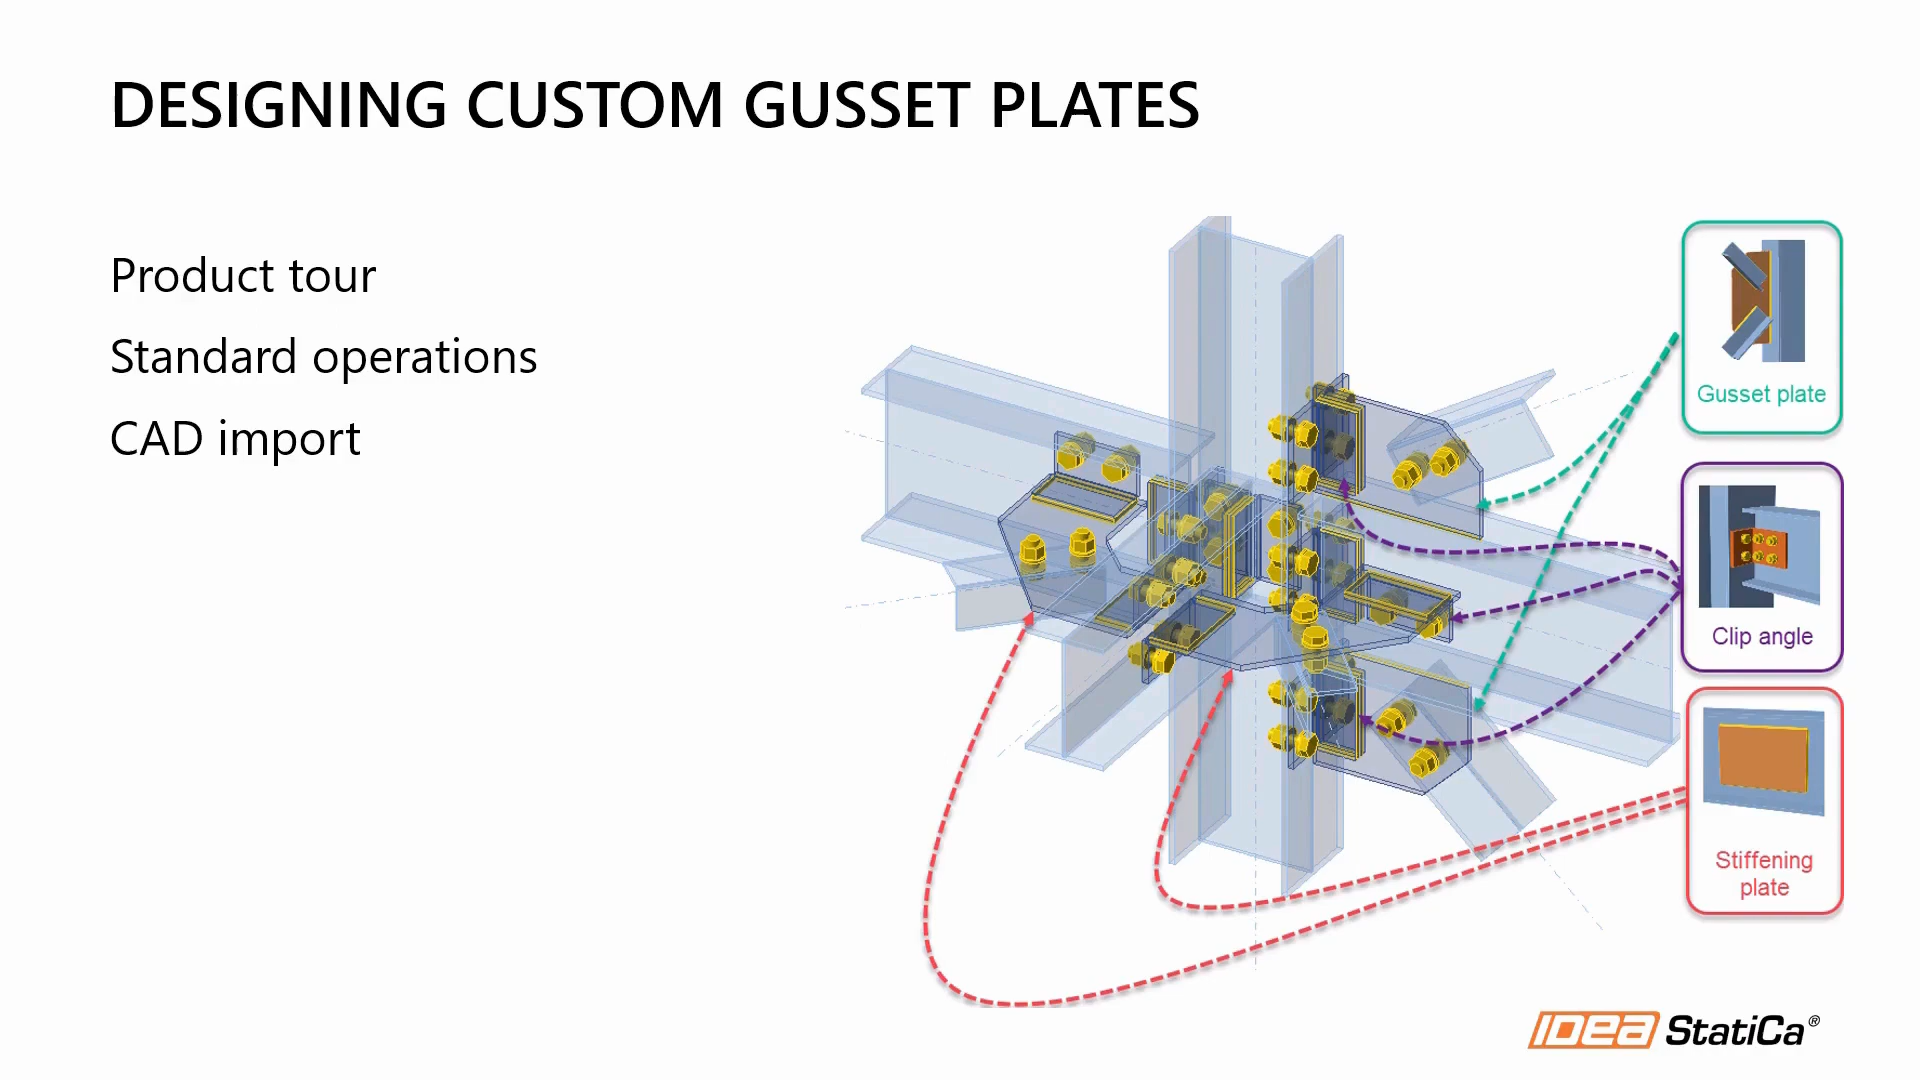 DESIGNING CUSTOM GUSSET PLATES
Product tour
Standard operations
CAD import
Gusset plate
Clip angle
Stiffening
plate
IDEA StatiCa®